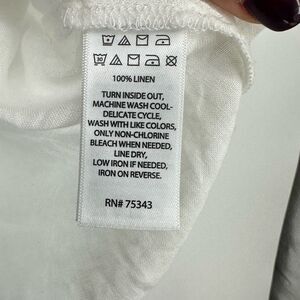 100% LINEN
TURN INSIDE OUT,
MACHINE WASH COOL-
DELICATE CYCLE,
WASH WITH LIKE COLORS,
ONLY NON-CHLORINE
BLEACH WHEN NEEDED,
LINE DRY,
LOW IRON IF NEEDED,
IRON ON REVERSE.
RN# 75343